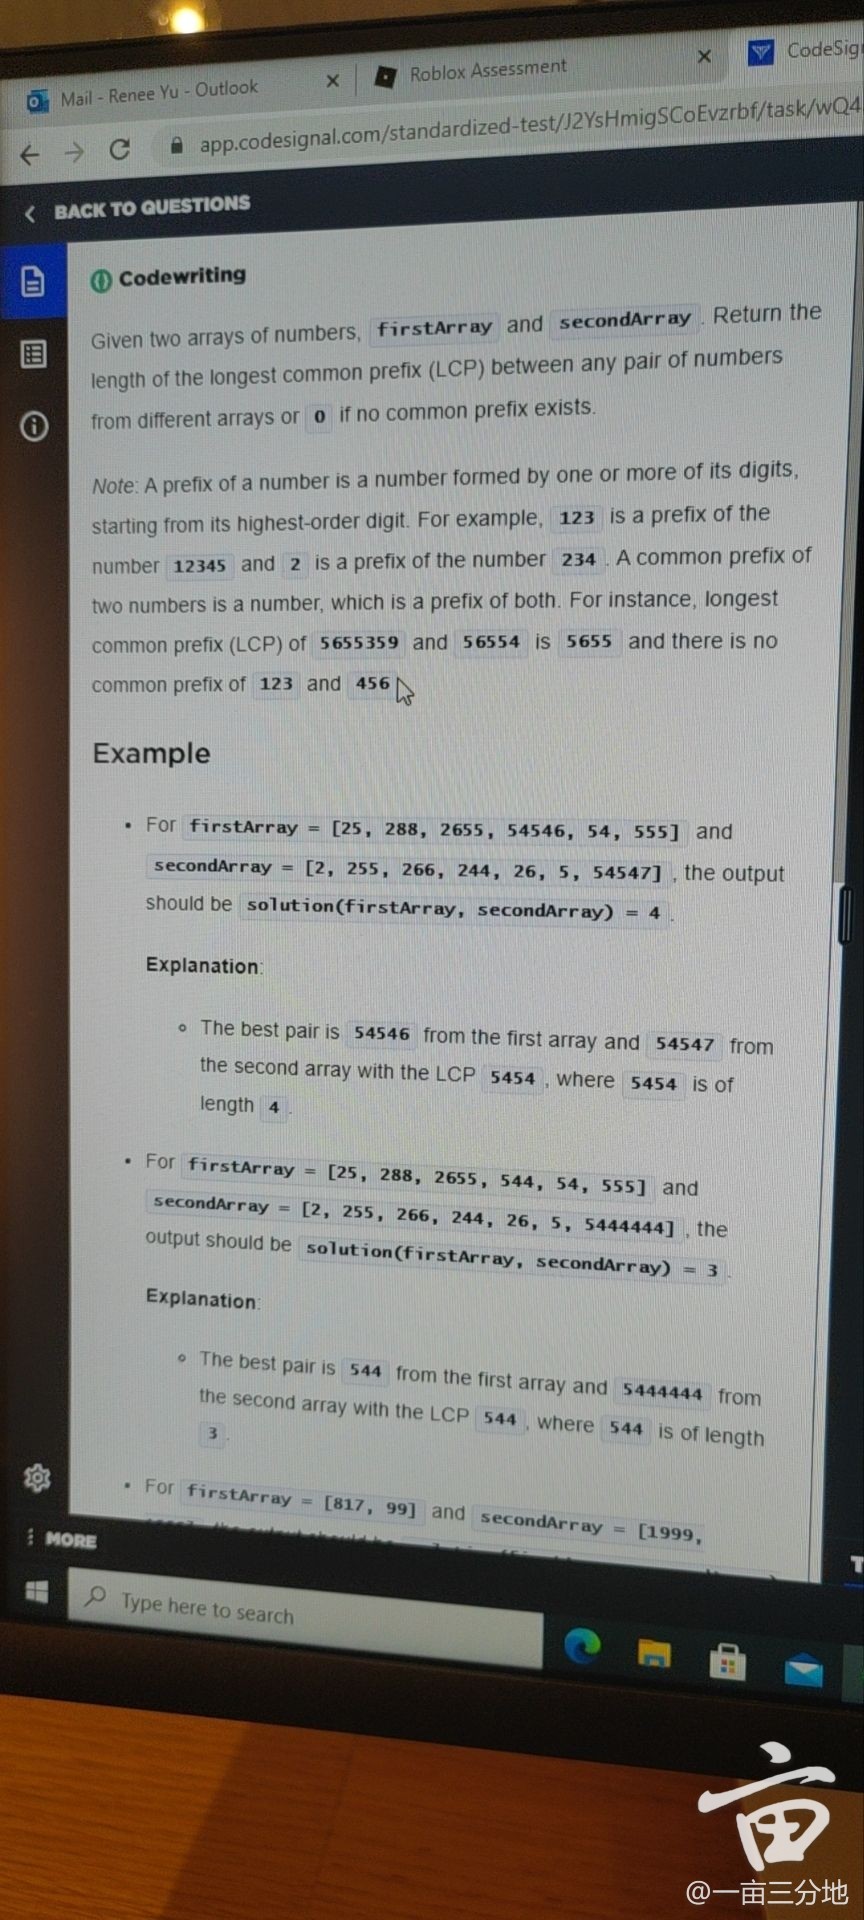 Mail - Renee Yu - Outlook
Roblox Assessment
CodeSig
app.codesignal.com/standardized-test/J2YsHmigSCoEvzrbf/task/wQ4
BACK TO QUESTIONS
Codewriting
Given two arrays of numbers, firstArray and secondArray . Return the
length of the longest common prefix (LCP) between any pair of numbers
from different arrays or 0 if no common prefix exists.
Note: A prefix of a number is a number formed by one or more of its digits,
starting from its highest-order digit. For example, 123 is a prefix of the
number 12345 and 2 is a prefix of the number 234 . A common prefix of
two numbers is a number, which is a prefix of both. For instance, longest
common prefix (LCP) of 5655359 and 56554 is 5655 and there is no
common prefix of 123 and 456
Example
• For firstArray = [25, 288, 2655, 54546, 54, 555] and
secondArray = [2, 255, 266, 244, 26, 5, 54547] , the output
should be solution(firstArray, secondArray) = 4 .
Explanation:
The best pair is 54546 from the first array and 54547 from
the second array with the LCP 5454 , where 5454 is of
length 4 .
• For firstArray = [25, 288, 2655, 544, 54, 555] and
secondArray = [2, 255, 266, 244, 26, 5, 5444444] , the
output should be solution(firstArray, secondArray) = 3 .
Explanation:
The best pair is 544 from the first array and 5444444 from
the second array with the LCP 544 , where 544 is of length
3 .
• For firstArray = [817, 99] and secondArray = [1999,
MORE
Type here to search
亩
@一亩三分地